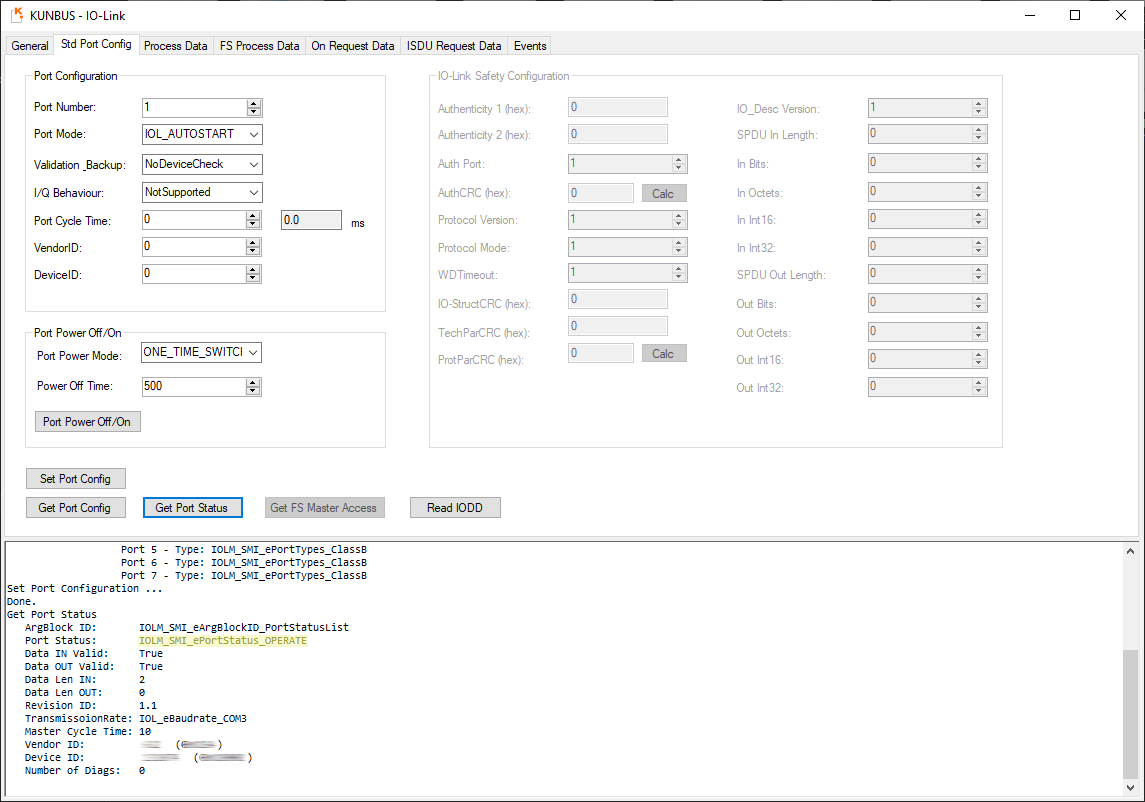 KUNBUS - IO-Link
General Std Port Config Process Data FS Process Data On Request Data ISDU Request Data Events
Port Configuration
Port Number: 1
Port Mode: IOL_AUTOSTART
Validation _Backup: NoDeviceCheck
I/Q Behaviour: NotSupported
Port Cycle Time: 0 0.0 ms
VendorID: 0
DeviceID: 0
Port Power Off/On
Port Power Mode: ONE_TIME_SWITCI
Power Off Time: 500
Port Power Off/On
IO-Link Safety Configuration
Authenticity 1 (hex): 0
Authenticity 2 (hex): 0
Auth Port: 1
AuthCRC (hex): 0 Calc
Protocol Version: 1
Protocol Mode: 1
WDTimeout: 1
IO-StructCRC (hex): 0
TechParCRC (hex): 0
ProtParCRC (hex): 0 Calc
IO_Desc Version: 1
SPDU In Length: 0
In Bits: 0
In Octets: 0
In Int16: 0
In Int32: 0
SPDU Out Length: 0
Out Bits: 0
Out Octets: 0
Out Int16: 0
Out Int32: 0
Set Port Config
Get Port Config Get Port Status Get FS Master Access Read IODD
Port 5 - Type: IOLM_SMI_ePortTypes_ClassB
Port 6 - Type: IOLM_SMI_ePortTypes_ClassB
Port 7 - Type: IOLM_SMI_ePortTypes_ClassB
Set Port Configuration ...
Done.
Get Port Status
ArgBlock ID: IOLM_SMI_eArgBlockID_PortStatusList
Port Status: IOLM_SMI_ePortStatus_OPERATE
Data IN Valid: True
Data OUT Valid: True
Data Len IN: 2
Data Len OUT: 0
Revision ID: 1.1
TransmissoionRate: IOL_eBaudrate_COM3
Master Cycle Time: 10
Vendor ID: ( )
Device ID: ( )
Number of Diags: 0